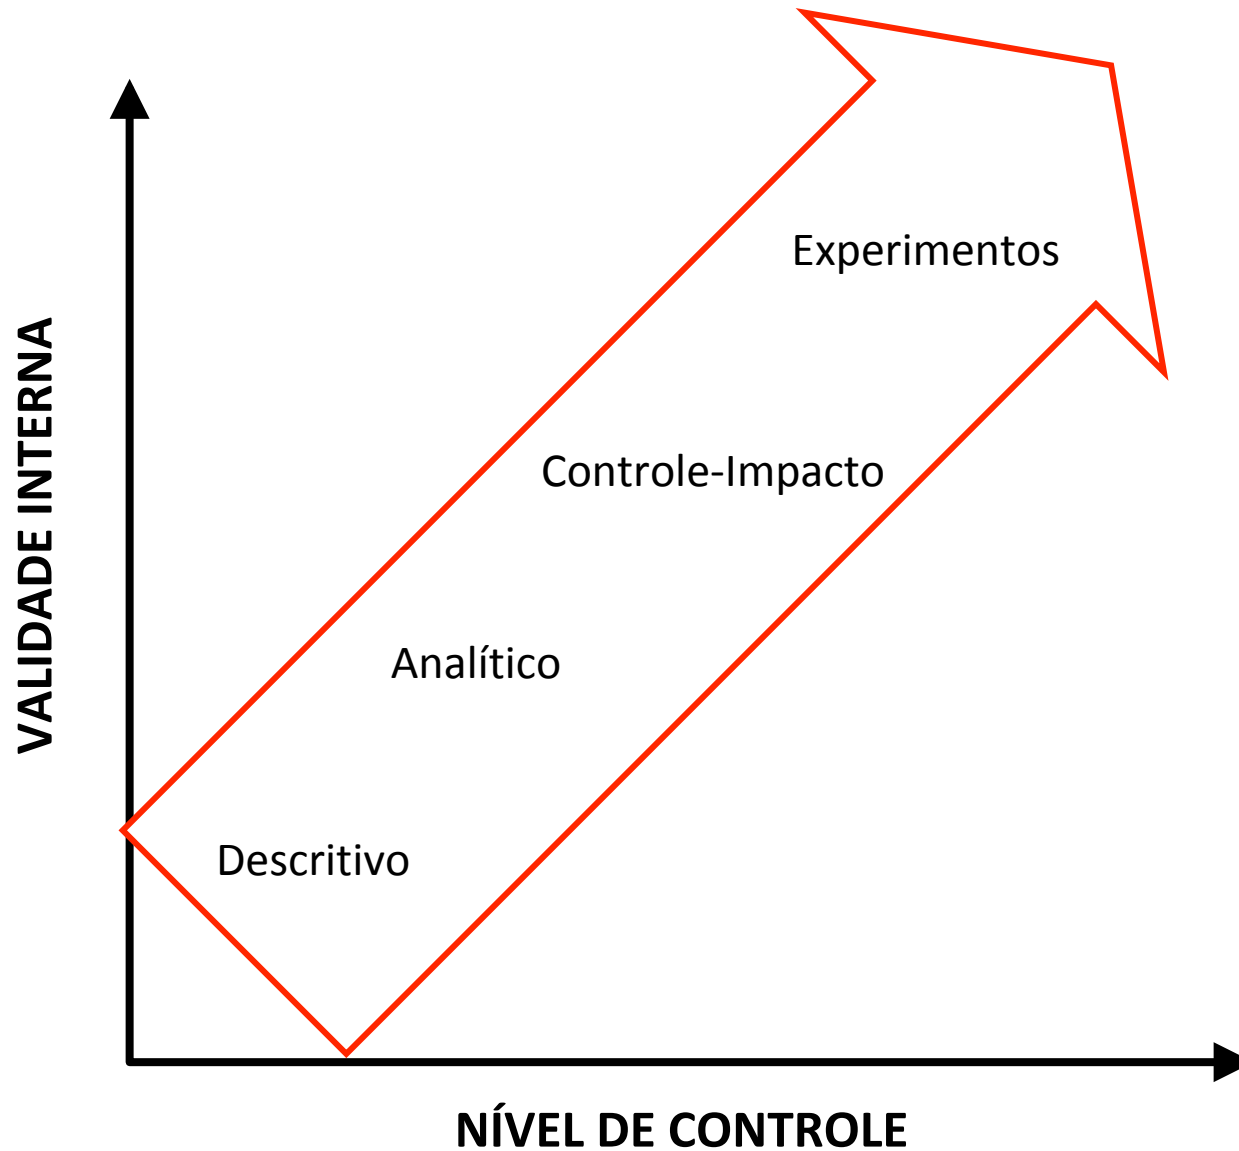 Experimentos
VALIDADE INTERNA
Controle-Impacto
Analítico
Descritivo
NÍVEL DE CONTROLE